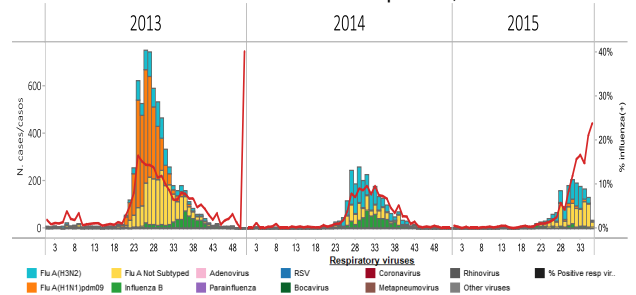 2013 2014 2015
N. cases/casos
600
400
200
0
40%
30%
20%
10%
0%
% influenza(+)
3 8 13 18 23 28 33 38 43 48 3 8 13 18 23 28 33 38 43 48 3 8 13 18 23 28 33
Respiratory viruses
Flu A(H3N2) Flu A Not Subtyped Adenovirus RSV Coronavirus Rhinovirus % Positive resp vir..
Flu A(H1N1)pdm09 Influenza B Parainfluenza Bocavirus Metapneumovirus Other viruses